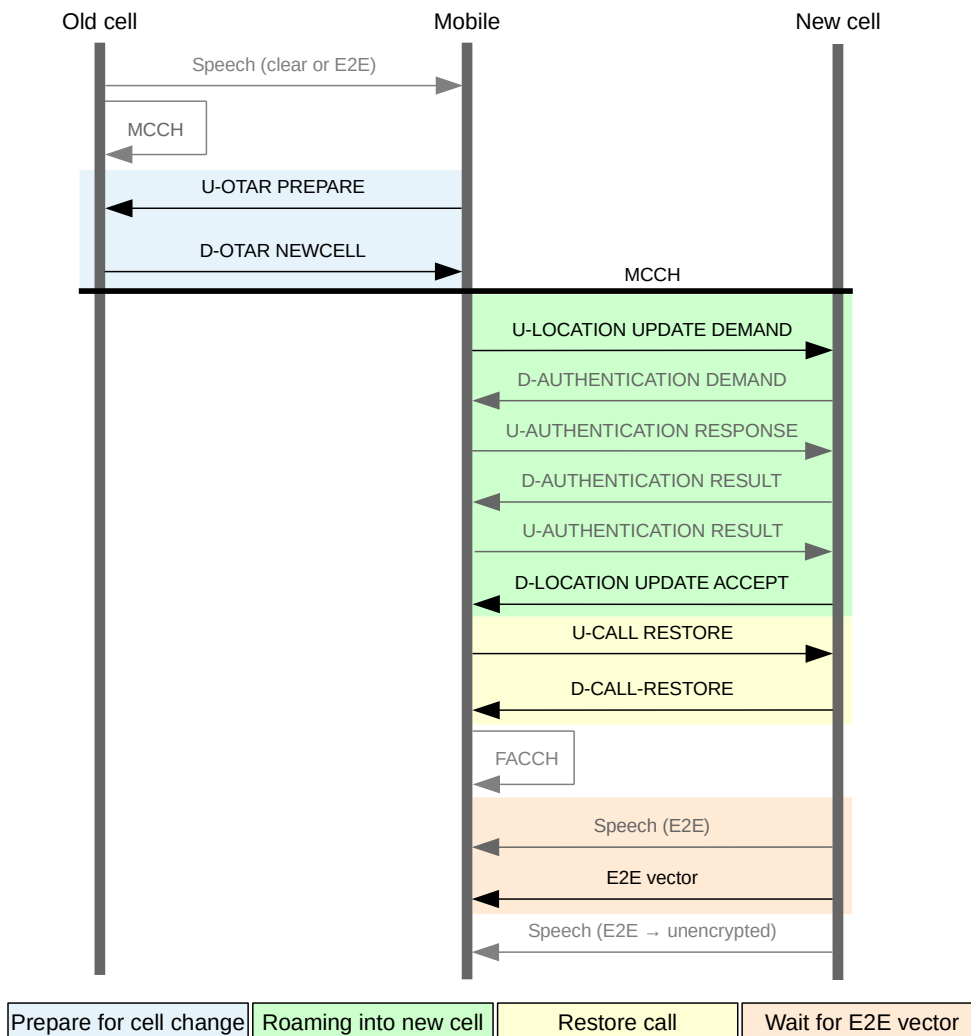 Old cell
Mobile
New cell
Speech (clear or E2E)
MCCH
U-OTAR PREPARE
D-OTAR NEWCELL
MCCH
U-LOCATION UPDATE DEMAND
D-AUTHENTICATION DEMAND
U-AUTHENTICATION RESPONSE
D-AUTHENTICATION RESULT
U-AUTHENTICATION RESULT
D-LOCATION UPDATE ACCEPT
U-CALL RESTORE
D-CALL-RESTORE
FACCH
Speech (E2E)
E2E vector
Speech (E2E → unencrypted)
Prepare for cell change
Roaming into new cell
Restore call
Wait for E2E vector